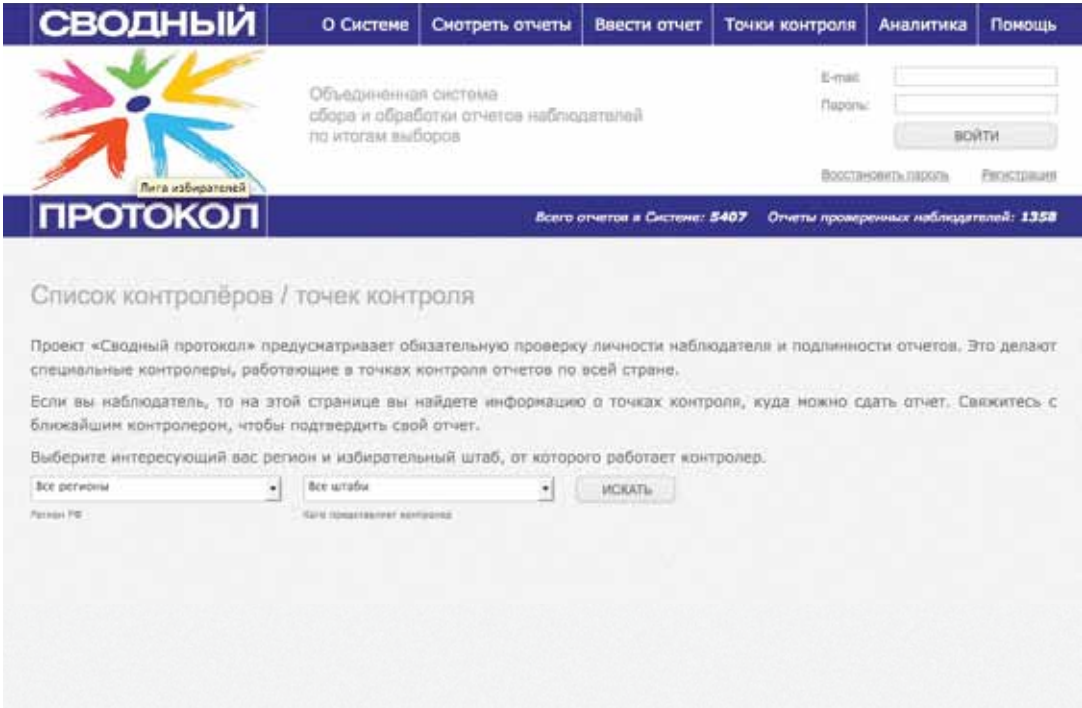 СВОДНЫЙ
О Системе Смотреть отчеты Ввести отчет Точки контроля Аналитика Помощь
Объединенная система
сбора и обработки отчетов наблюдателей
по итогам выборов
E-mail:
Пароль:
ВОЙТИ
Восстановить пароль Регистрация
Лига избирателей
ПРОТОКОЛ
Всего отчетов в Системе: 5407 Отчеты проверенных наблюдателей: 1358
Список контролёров / точек контроля
Проект «Сводный протокол» предусматривает обязательную проверку личности наблюдателя и подлинности отчетов. Это делают
специальные контролеры, работающие в точках контроля отчетов по всей стране.
Если вы наблюдатель, то на этой странице вы найдете информацию о точках контроля, куда можно сдать отчет. Свяжитесь с
ближайшим контролером, чтобы подтвердить свой отчет.
Выберите интересующий вас регион и избирательный штаб, от которого работает контролер.
Все регионы Все штабы ИСКАТЬ
Регион РФ Кого представляет контролер